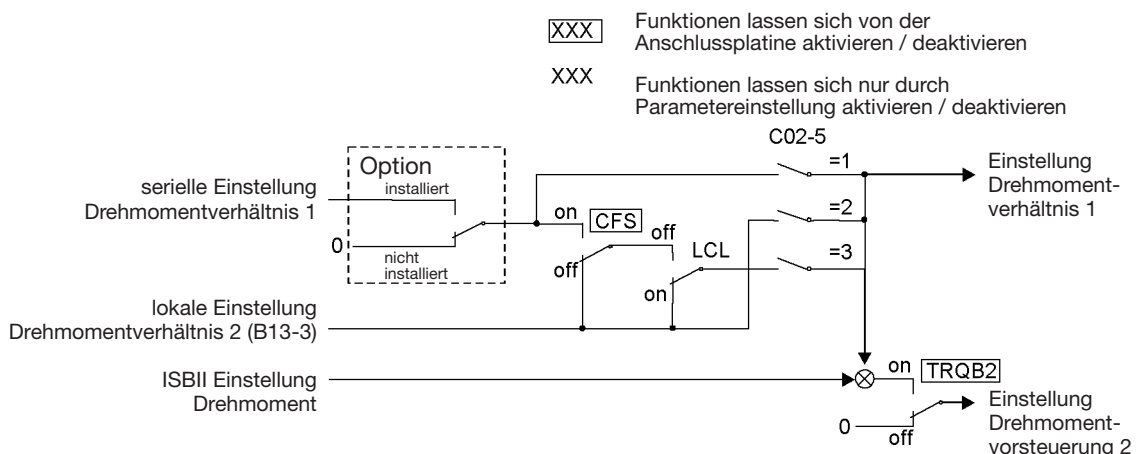 XXX
Funktionen lassen sich von der
Anschlussplatine aktivieren / deaktivieren
XXX
Funktionen lassen sich nur durch
Parametereinstellung aktivieren / deaktivieren
C02-5
Option
installiert
serielle Einstellung
Drehmomentverhältnis 1
0
nicht
installiert
on
CFS
off
off
LCL
on
=1
=2
=3
Einstellung
Drehmoment-
verhältnis 1
lokale Einstellung
Drehmomentverhältnis 2 (B13-3)
ISBII Einstellung
Drehmoment
on
TRQB2
0
off
Einstellung
Drehmoment-
vorsteuerung 2